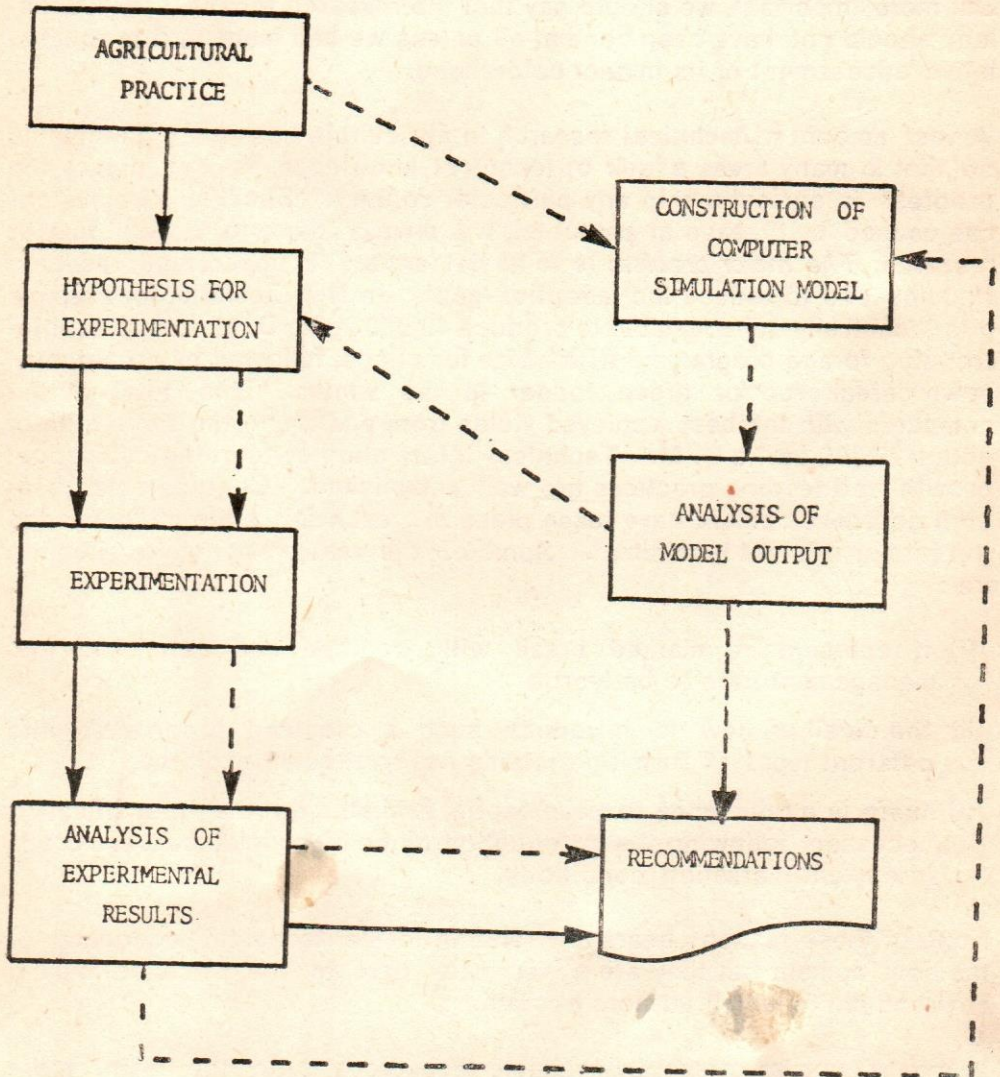 AGRICULTURAL
PRACTICE
CONSTRUCTION OF
COMPUTER
SIMULATION MODEL
HYPOTHESIS FOR
EXPERIMENTATION
ANALYSIS OF
MODEL OUTPUT
EXPERIMENTATION
ANALYSIS OF
EXPERIMENTAL
RESULTS
RECOMMENDATIONS